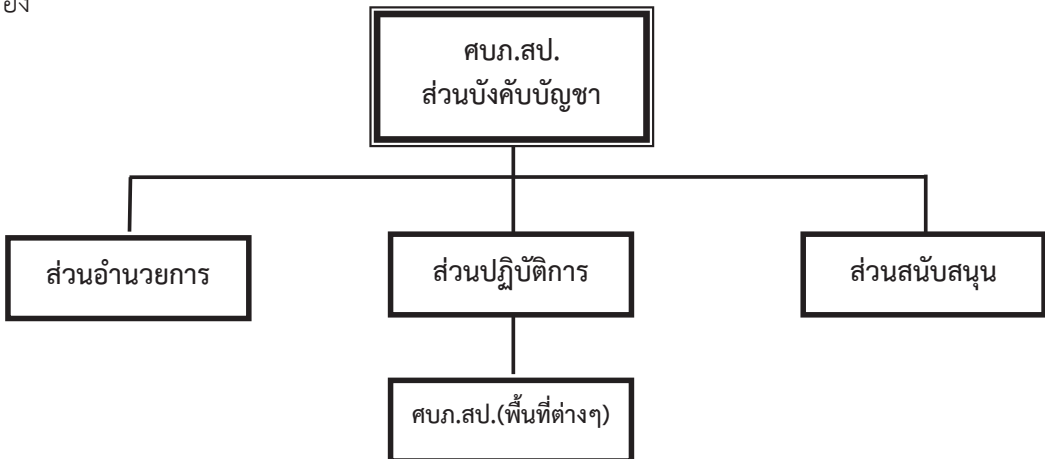 ศบภ.สป.
ส่วนบังคับบัญชา
ส่วนอำนวยการ
ส่วนปฏิบัติการ
ส่วนสนับสนุน
ศบภ.สป.(พื้นที่ต่างๆ)